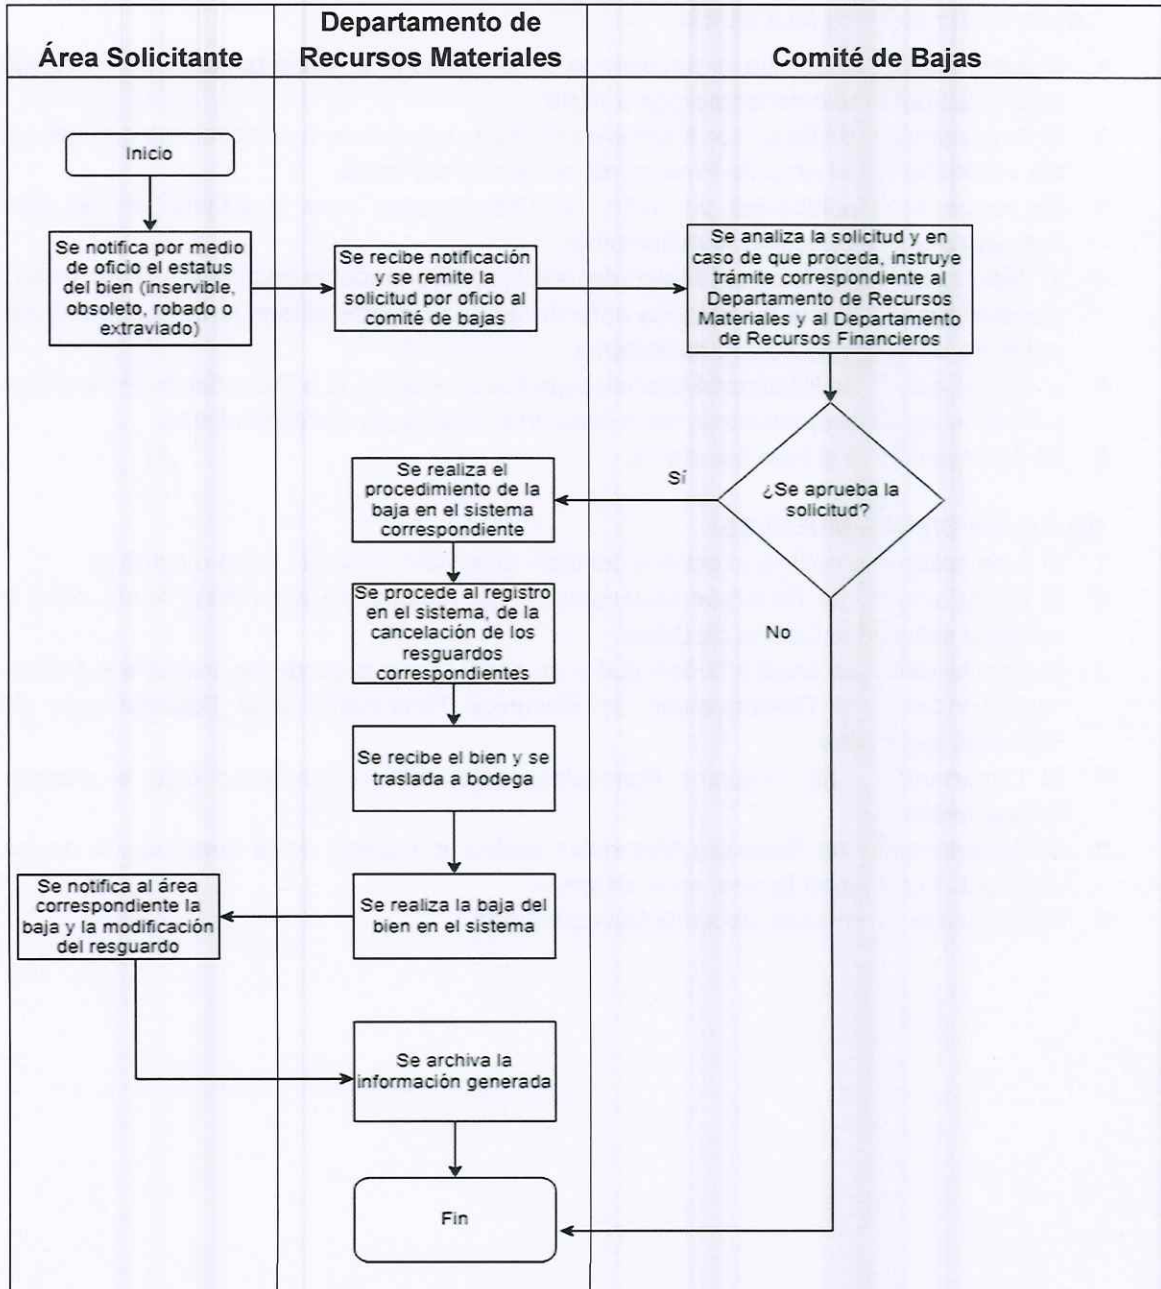 Área Solicitante
Departamento de
Recursos Materiales
Comité de Bajas
Inicio
Se notifica por medio
de oficio el estatus
del bien (inservible,
obsoleto, robado o
extraviado)
Se recibe notificación
y se remite la
solicitud por oficio al
comité de bajas
Se analiza la solicitud y en
caso de que proceda, instruye
trámite correspondiente al
Departamento de Recursos
Materiales y al Departamento
de Recursos Financieros
¿Se aprueba la
solicitud?
Sí
No
Se realiza el
procedimiento de la
baja en el sistema
correspondiente
Se procede al registro
en el sistema, de la
cancelación de los
resguardos
correspondientes
Se recibe el bien y se
traslada a bodega
Se realiza la baja del
bien en el sistema
Se notifica al área
correspondiente la
baja y la modificación
del resguardo
Se archiva la
información generada
Fin